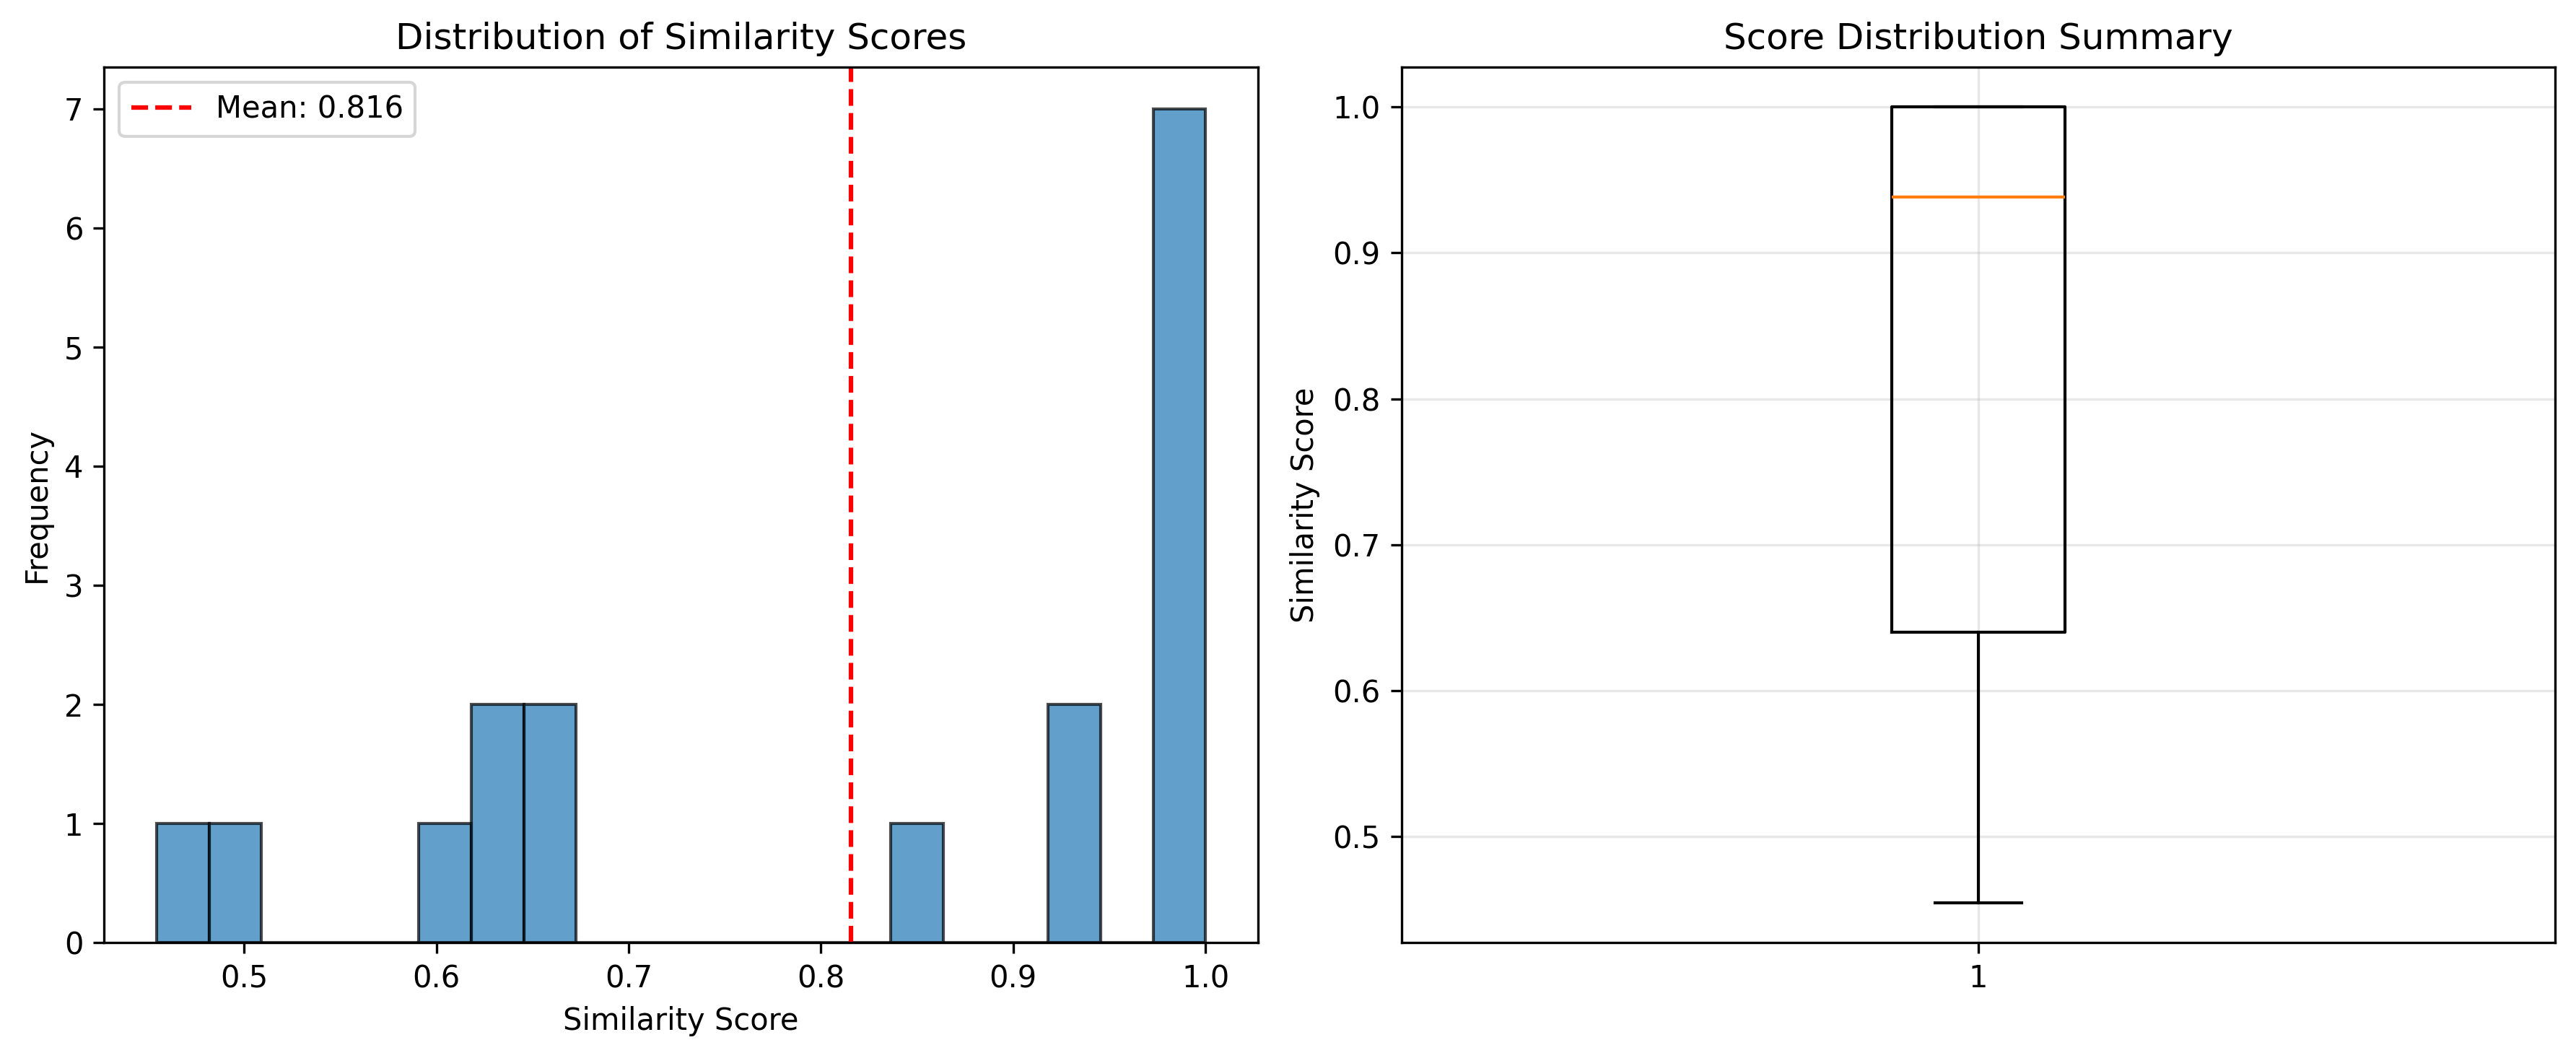 Distribution of Similarity Scores
Mean: 0.816
7
6
5
4
3
2
1
0
Frequency
0.5 0.6 0.7 0.8 0.9 1.0
Similarity Score
Score Distribution Summary
1.0
0.9
0.8
0.7
0.6
0.5
Similarity Score
1